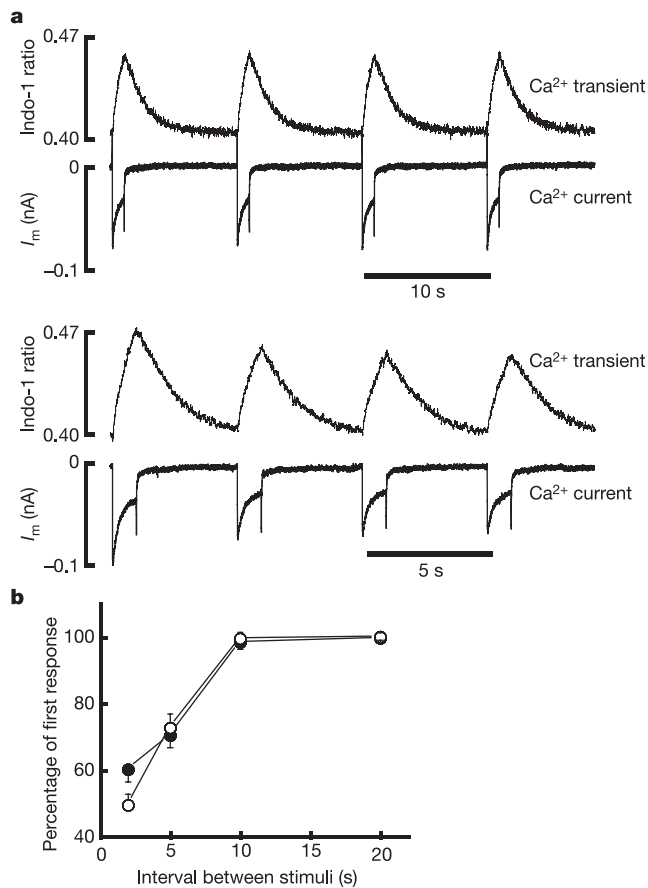 a
0.47
Indo-1 ratio
0.40
Ca²⁺ transient
0
Iₘ (nA)
–0.1
Ca²⁺ current
10 s
0.47
Indo-1 ratio
0.40
Ca²⁺ transient
0
Iₘ (nA)
–0.1
Ca²⁺ current
5 s
b
100
80
60
40
Percentage of first response
0 5 10 15 20
Interval between stimuli (s)